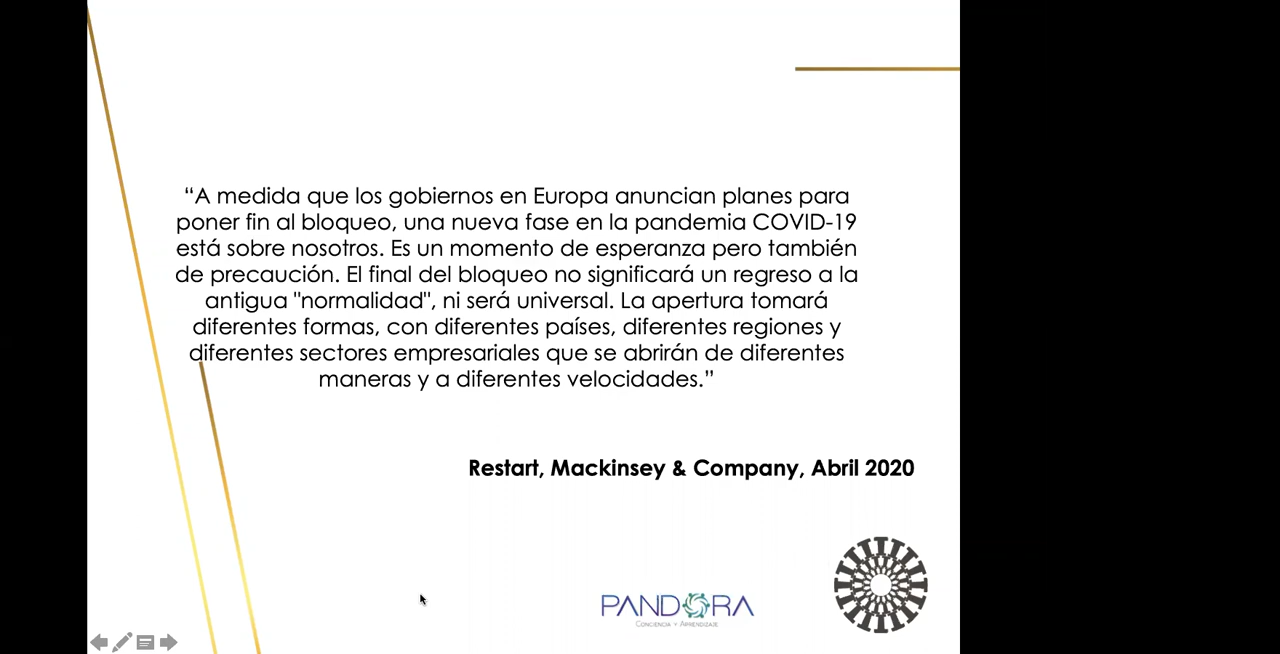 “A medida que los gobiernos en Europa anuncian planes para
poner fin al bloqueo, una nueva fase en la pandemia COVID-19
está sobre nosotros. Es un momento de esperanza pero también
de precaución. El final del bloqueo no significará un regreso a la
antigua "normalidad", ni será universal. La apertura tomará
diferentes formas, con diferentes países, diferentes regiones y
diferentes sectores empresariales que se abrirán de diferentes
maneras y a diferentes velocidades.”
Restart, Mackinsey & Company, Abril 2020
PANDORA
Conciencia y Aprendizaje